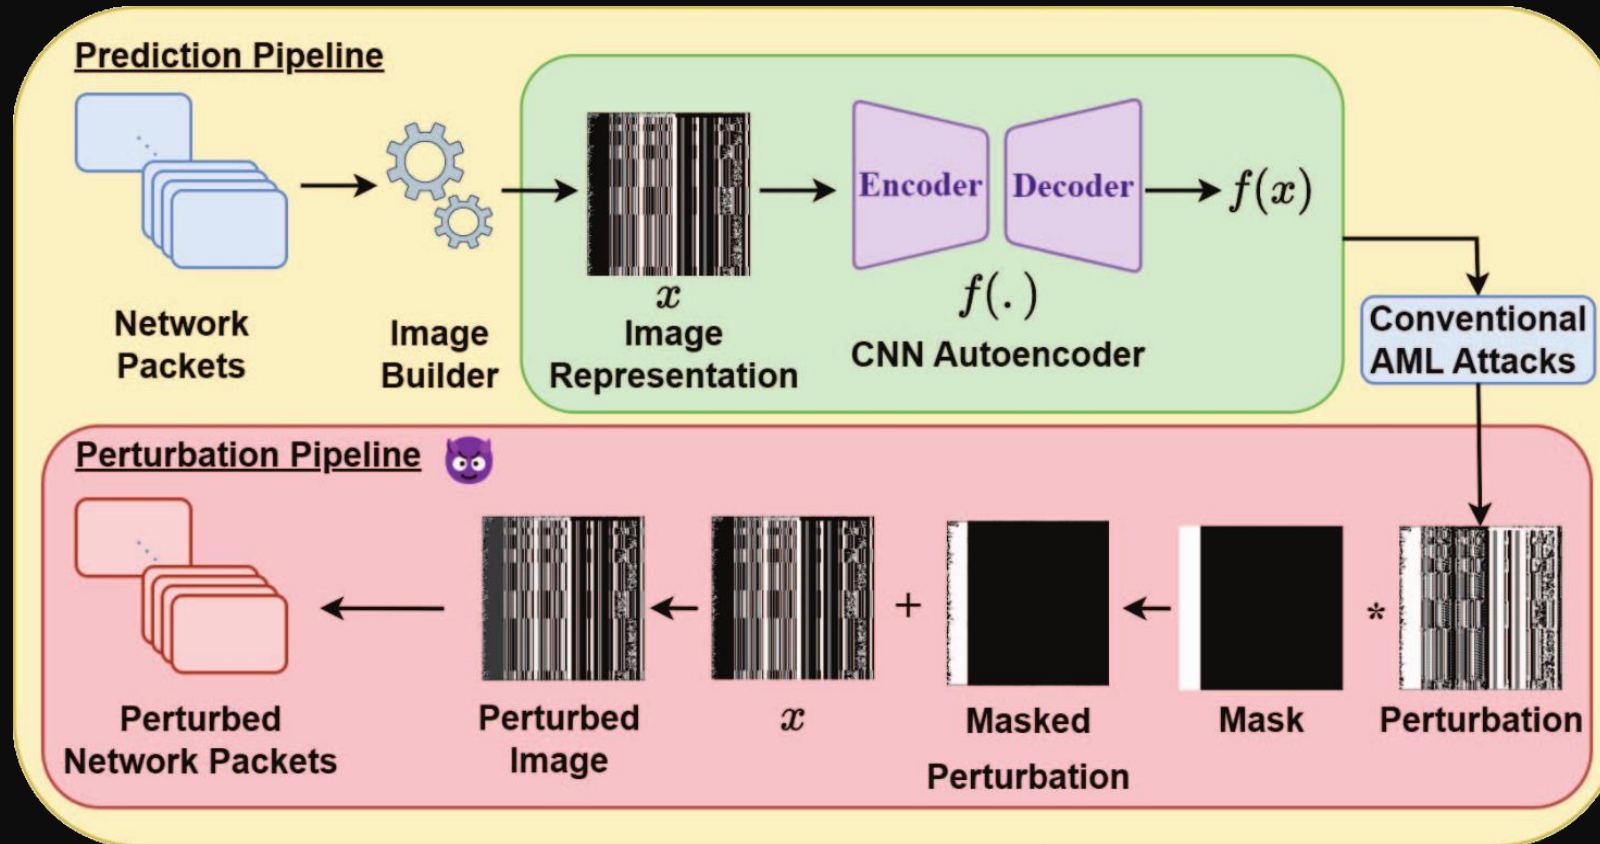 Prediction Pipeline
Network
Packets
Image
Builder
x
Image
Representation
Encoder
Decoder
f(x)
f(.)
CNN Autoencoder
Conventional
AML Attacks
Perturbation Pipeline
Perturbed
Network Packets
Perturbed
Image
x
+
Masked
Perturbation
Mask
*
Perturbation